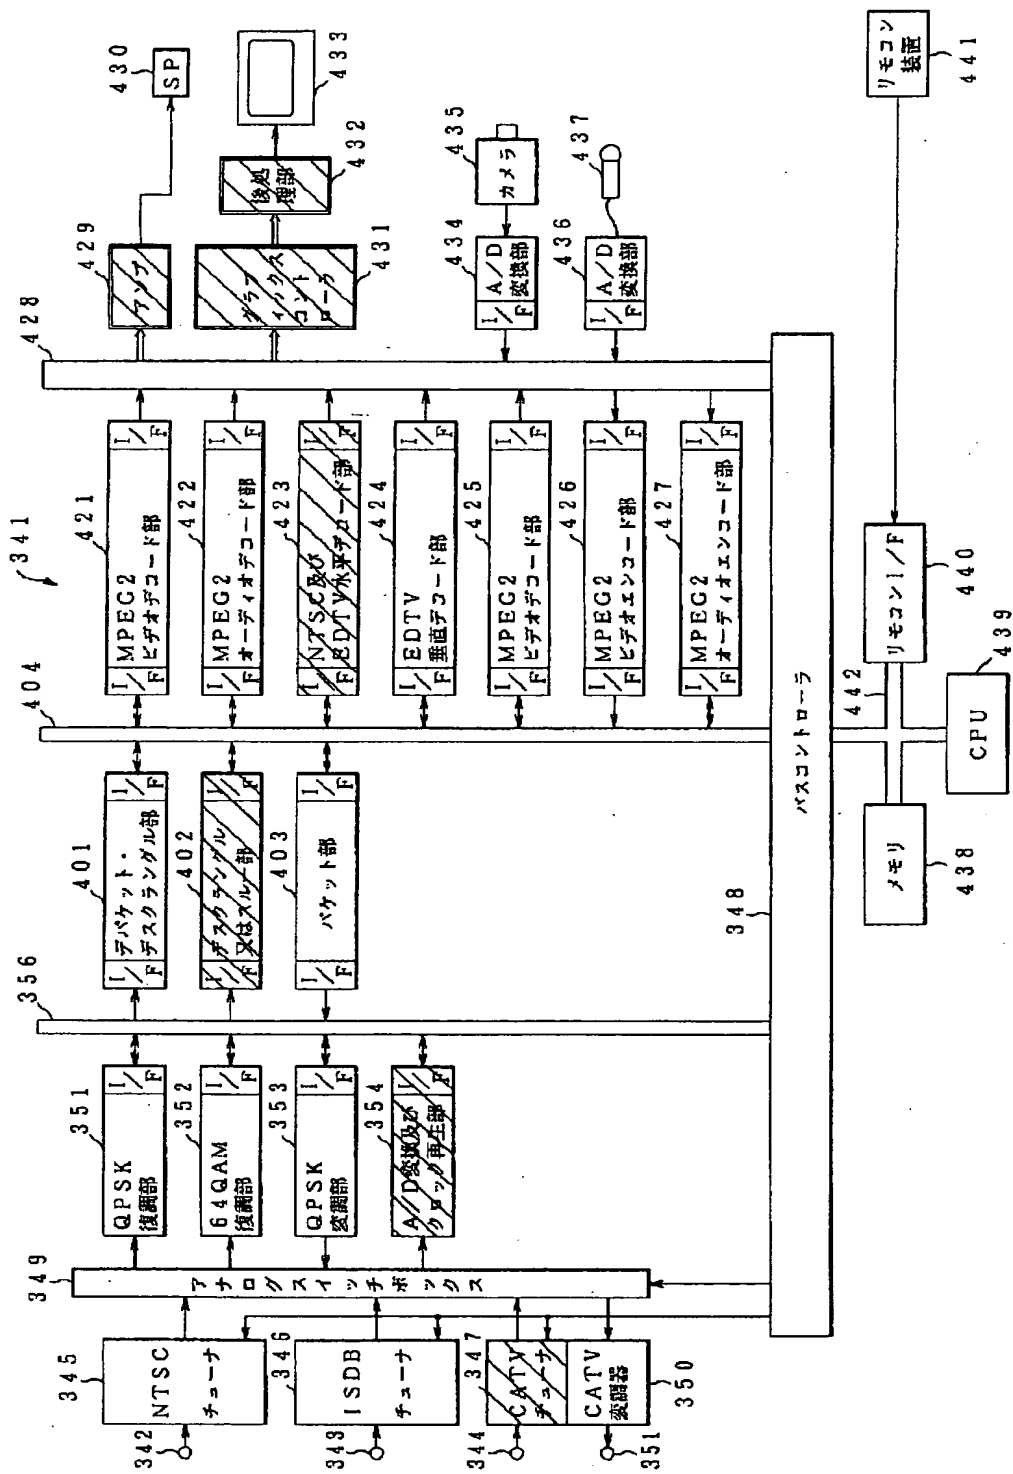 341
342
343
344
351
345
NTSC
チューナ
346
ISDB
チューナ
347
CATV
チューナ
CATV
変調器
350
349
アナログスイッチボックス
351
QPSK
復調部
I/F
352
64QAM
復調部
I/F
353
QPSK
変調部
I/F
354
A/D変換及び
クロック再生部
I/F
356
401
I/F
デパケット・
デスクランブル部
I/F
402
I/F
デスクランブル
又はスルー部
I/F
403
I/F
パケット部
I/F
404
421
I/F
MPEG2
ビデオデコード部
I/F
422
I/F
MPEG2
オーディオデコード部
I/F
423
I/F
NTSC及び
EDTV水平デコード部
I/F
424
I/F
EDTV
垂直デコード部
I/F
425
I/F
MPEG2
ビデオデコード部
I/F
426
I/F
MPEG2
ビデオエンコード部
I/F
427
I/F
MPEG2
オーディオエンコード部
I/F
428
429
アンプ
430
SP
431
グラフ
ィックス
コント
ローラ
432
後処
理部
433
434
I/F
A/D
変換部
435
カメラ
436
I/F
A/D
変換部
437
348
バスコントローラ
438
メモリ
442
439
CPU
440
リモコンI/F
441
リモコン
装置